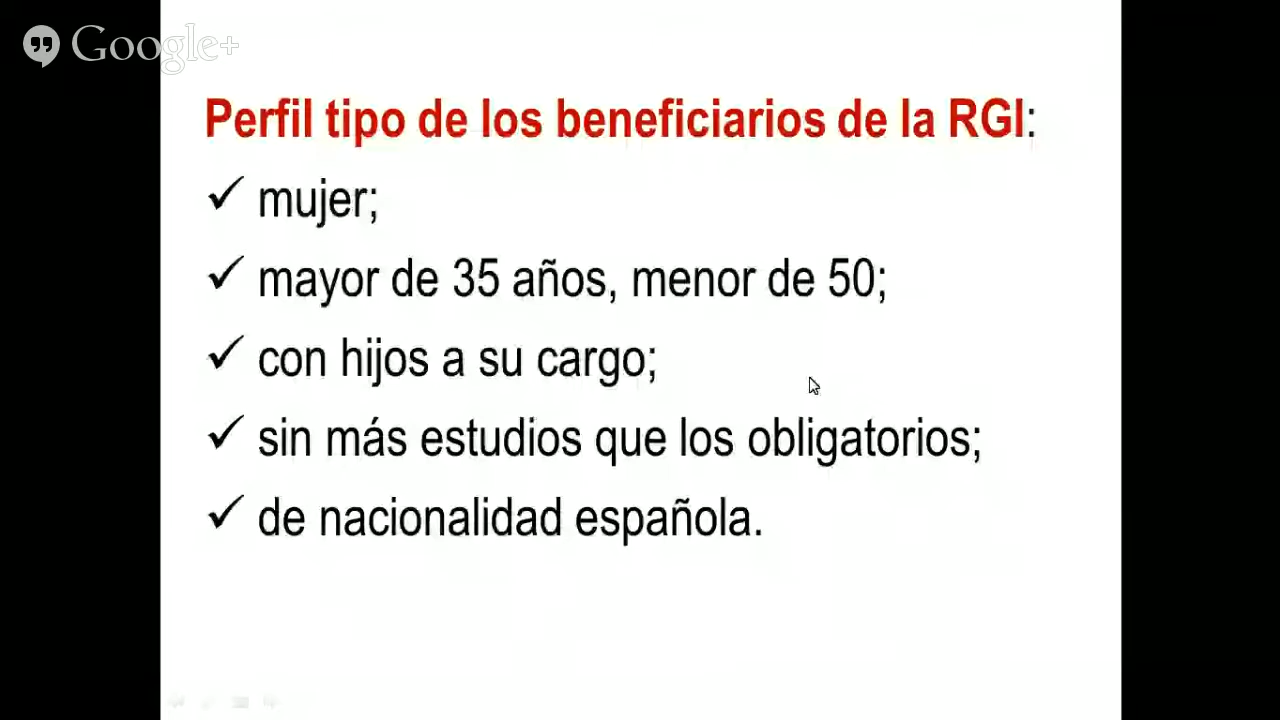 Google+
Perfil tipo de los beneficiarios de la RGI:
✓ mujer;
✓ mayor de 35 años, menor de 50;
✓ con hijos a su cargo;
✓ sin más estudios que los obligatorios;
✓ de nacionalidad española.